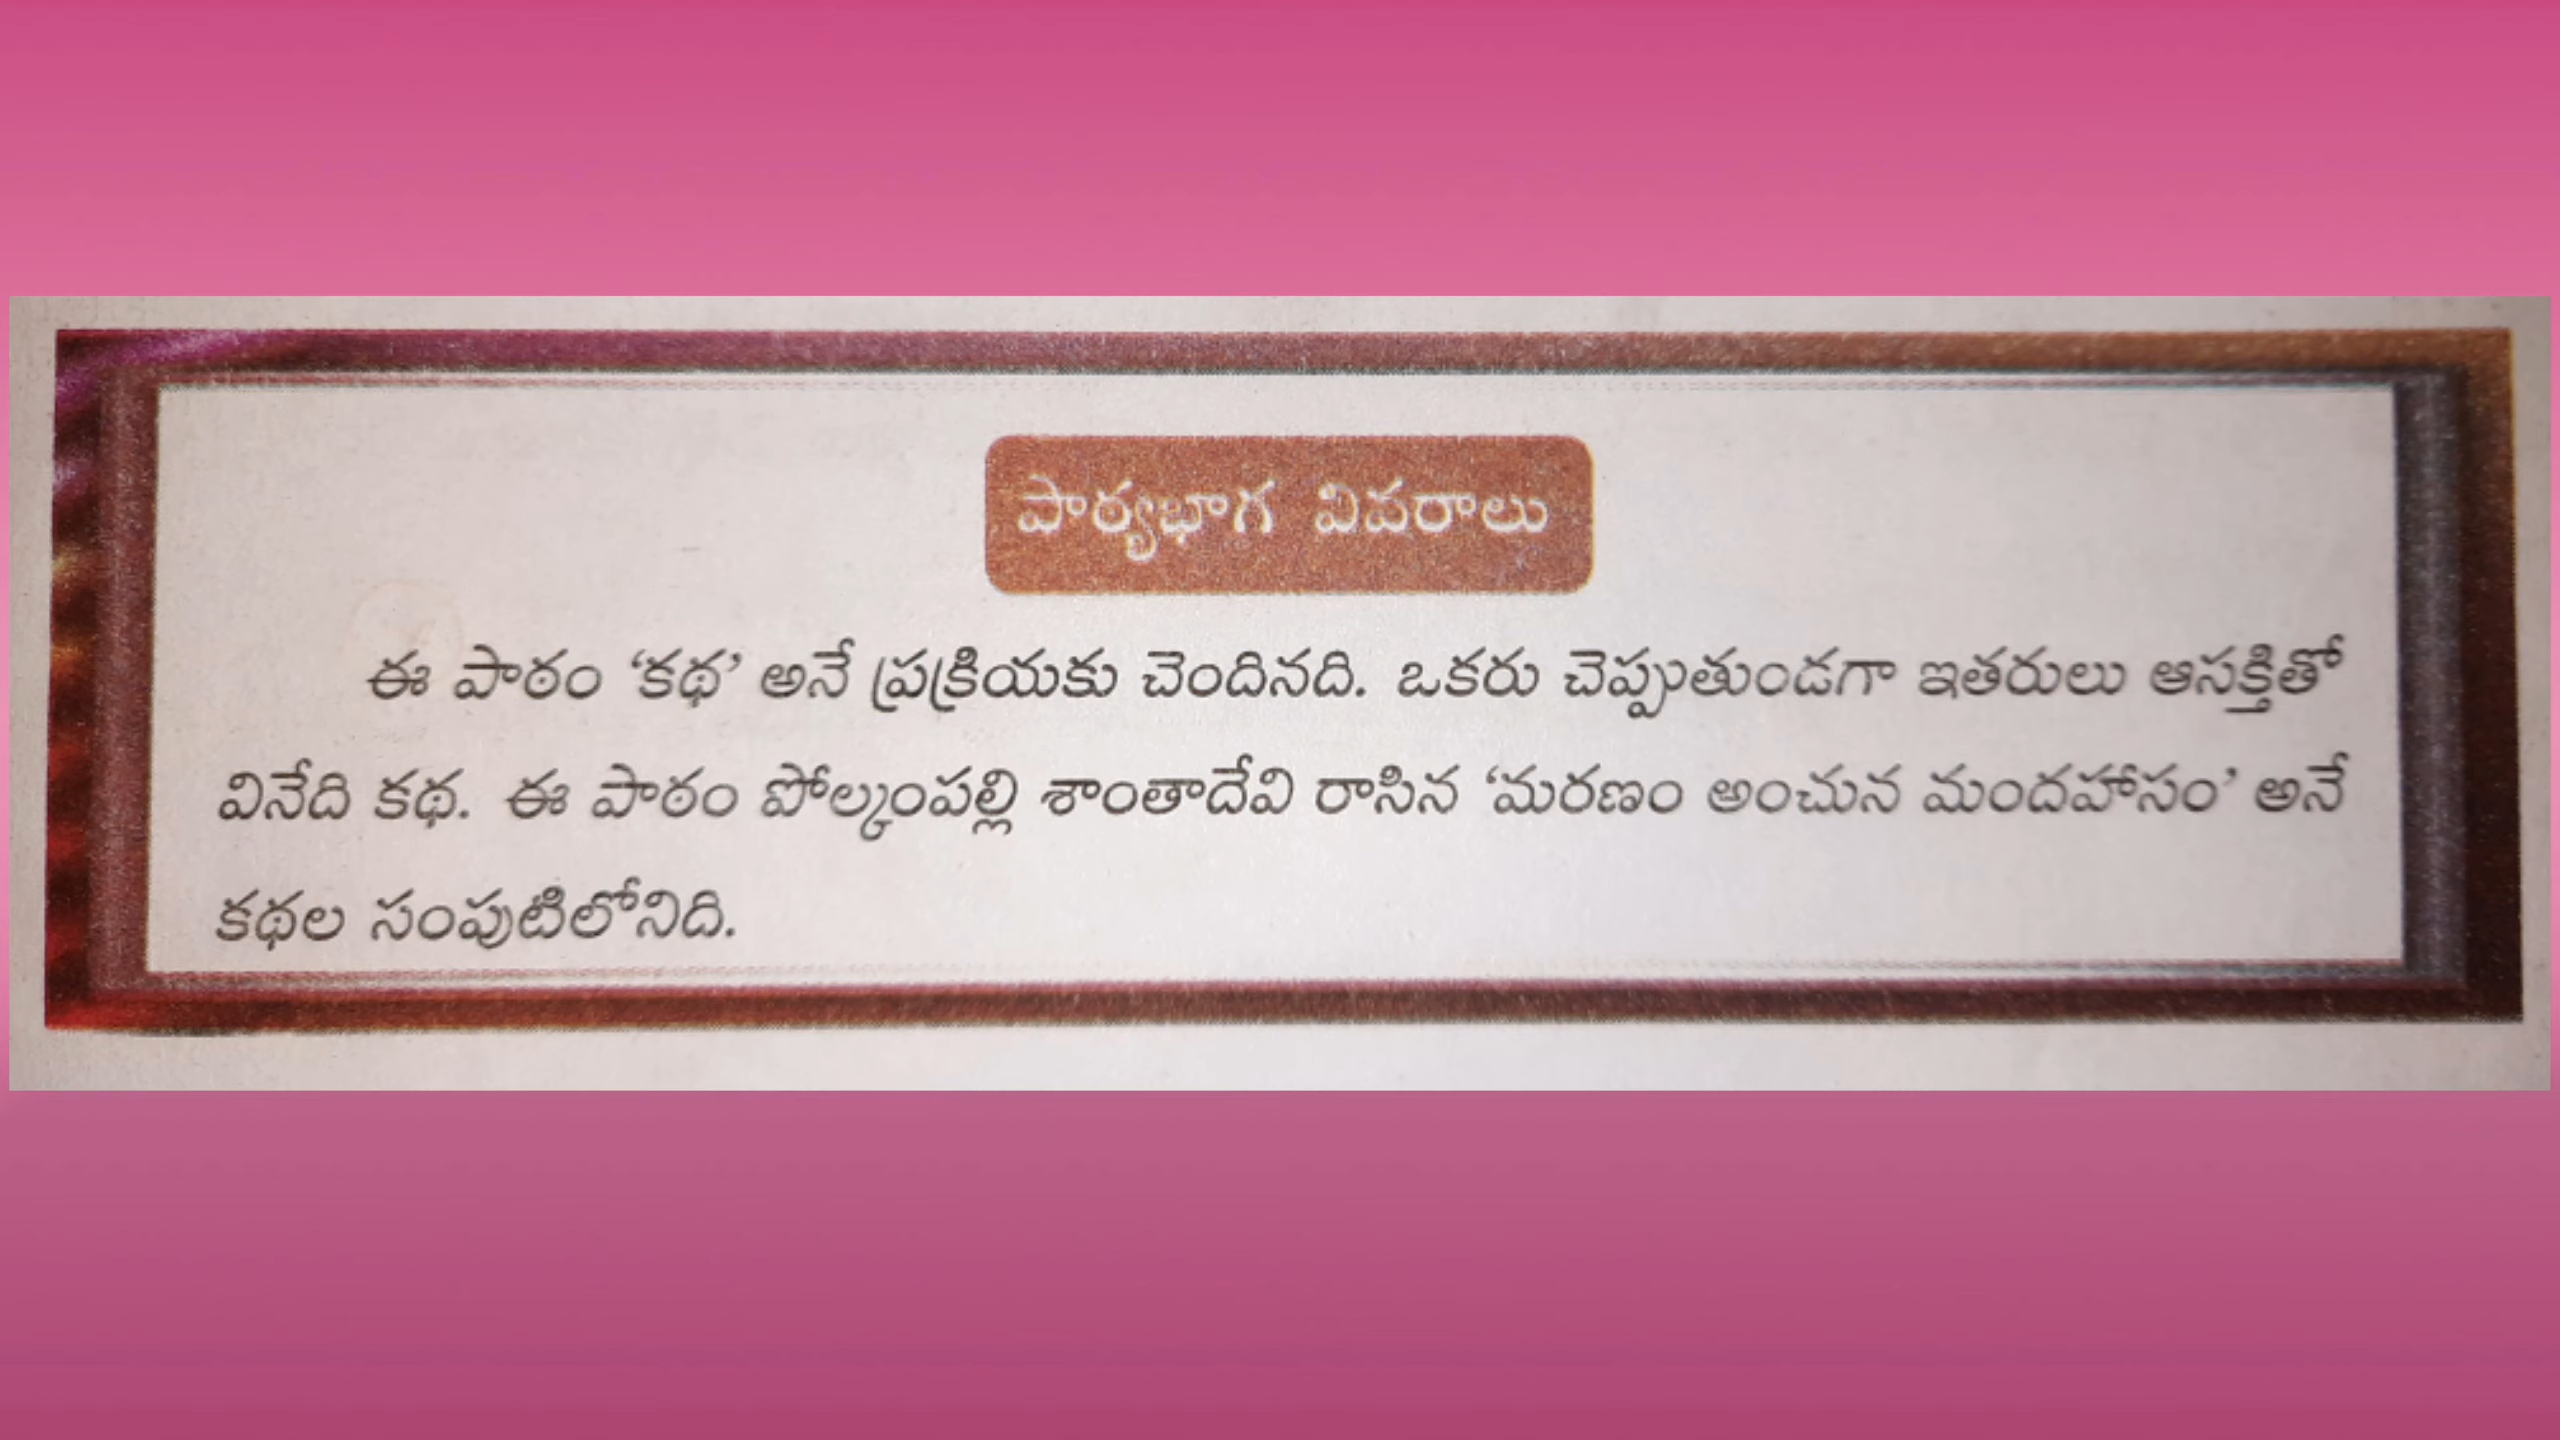 పాఠ్యభాగ వివరాలు
ఈ పాఠం ‘కథ’ అనే ప్రక్రియకు చెందినది. ఒకరు చెప్పుతుండగా ఇతరులు ఆసక్తితో
వినేది కథ. ఈ పాఠం పోల్కంపల్లి శాంతాదేవి రాసిన ‘మరణం అంచున మందహాసం’ అనే
కథల సంపుటిలోనిది.